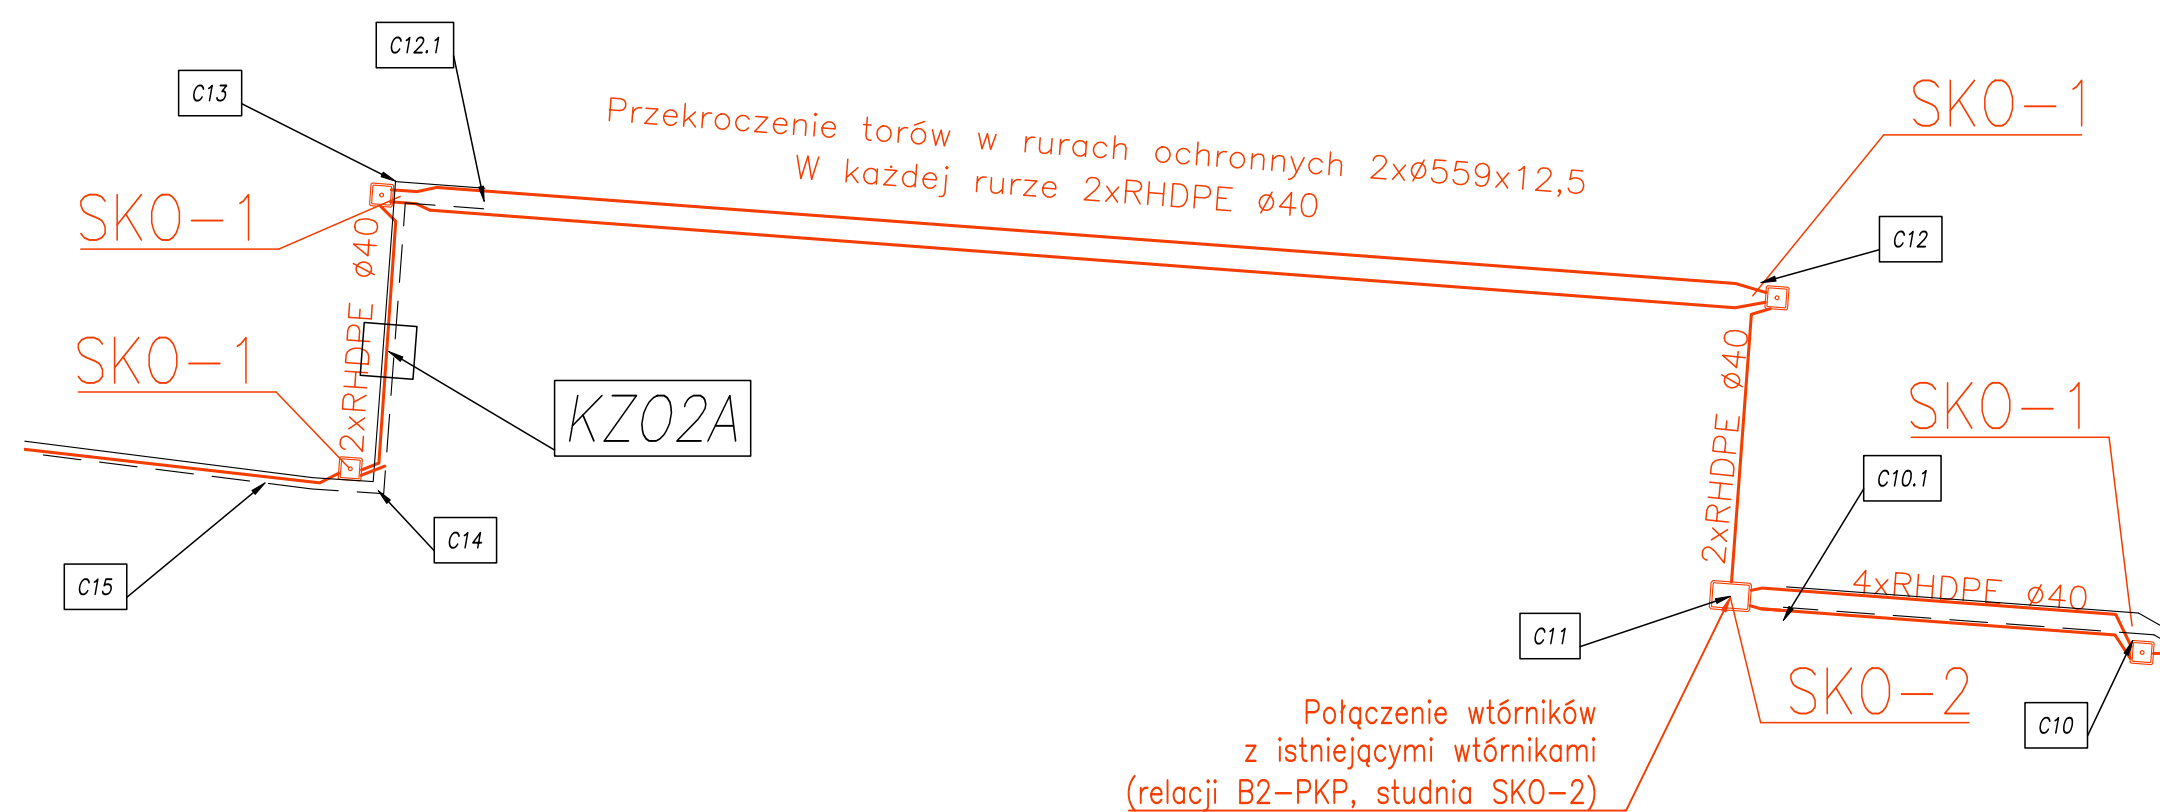 C12.1
C13
SKO-1
Przekroczenie torów w rurach ochronnych 2xø559x12,5
W każdej rurze 2xRHDPE ø40
SKO-1
C12
2xRHDPE ø40
SKO-1
KZ02A
2xRHDPE ø40
SKO-1
C10.1
C14
C15
4xRHDPE ø40
C11
SKO-2
C10
Połączenie wtórników
z istniejącymi wtórnikami
(relacji B2-PKP, studnia SKO-2)